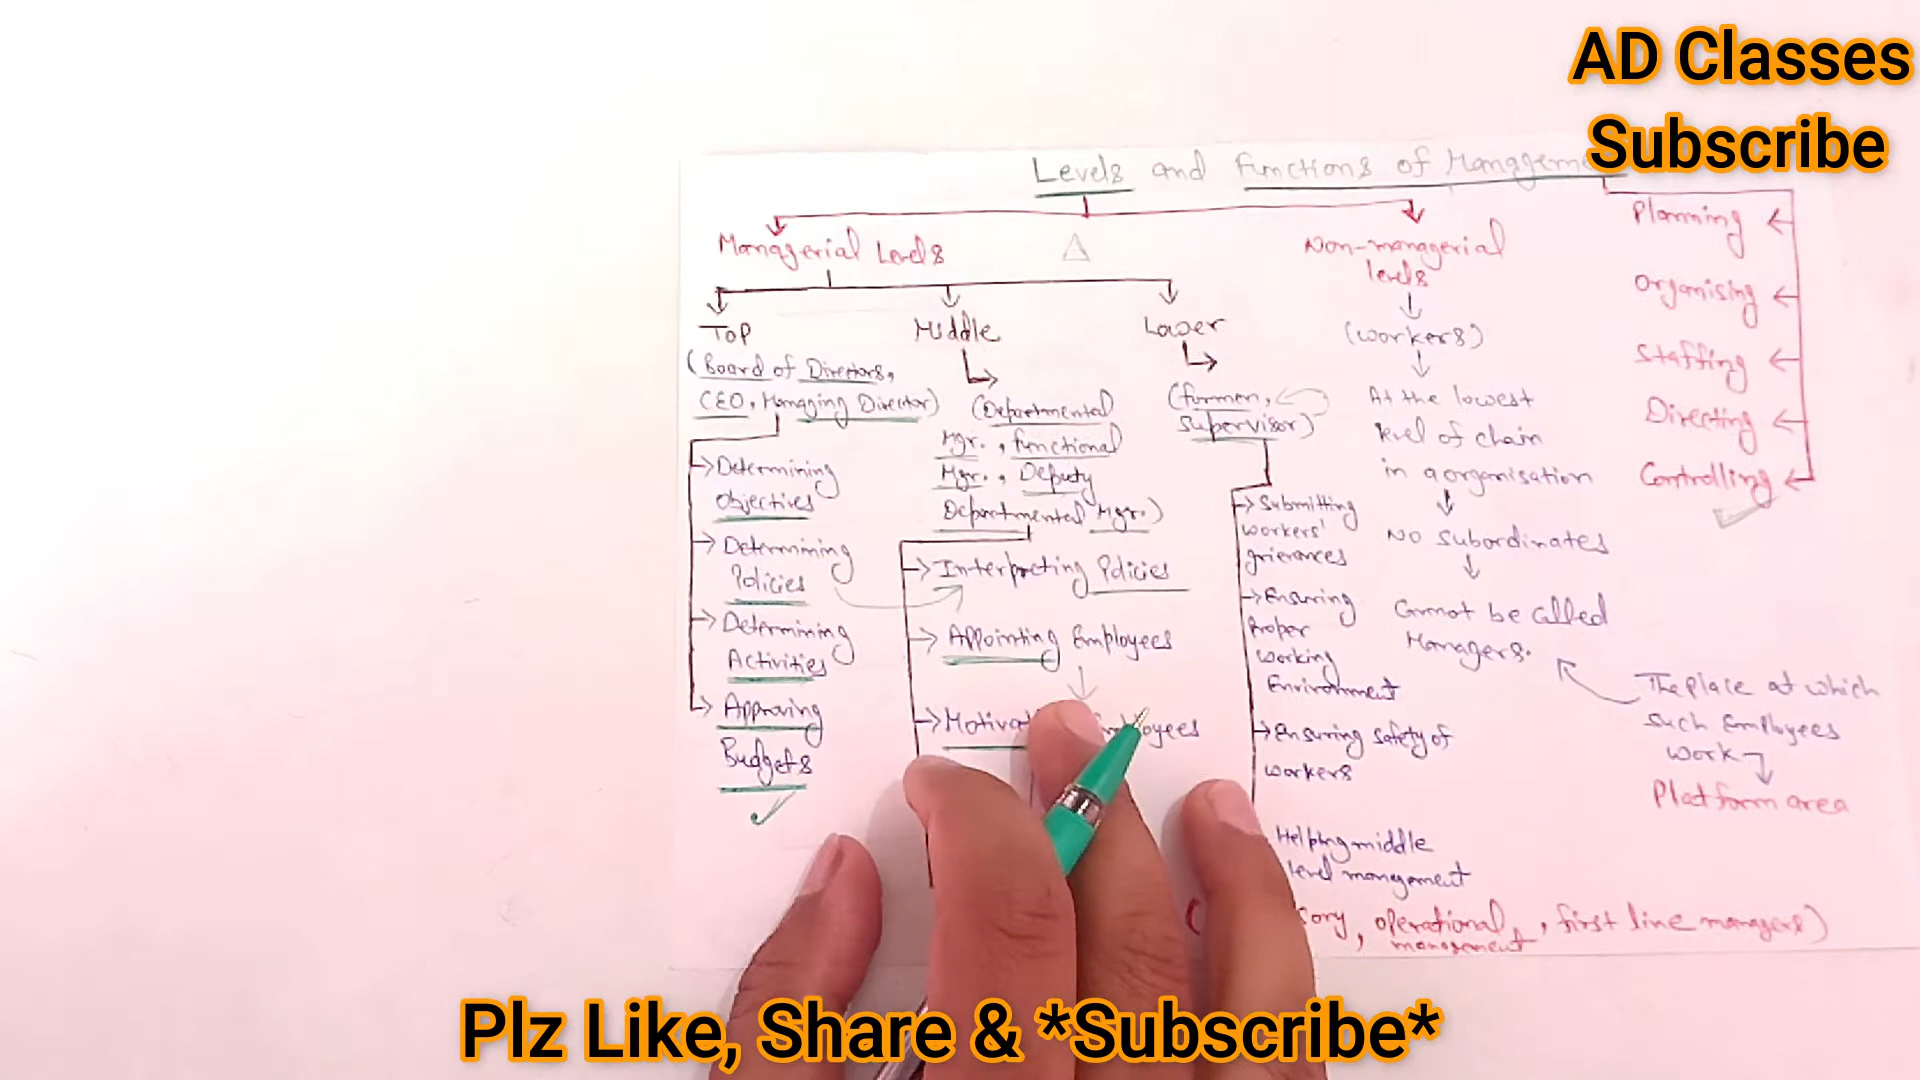 AD Classes
Subscribe
Levels and Functions of Managem
Managerial Levels
Non-managerial
levels
Top
Middle
Lower
(Board of Directors,
CEO, Managing Director)
Determining
Objectives
Determining
Policies
Determining
Activities
Approving
Budgets
(Departmental
Mgr., functional
Mgr., Deputy
Departmental Mgr.)
Interpreting Policies
Appointing Employees
(formen,
Supervisor)
Submitting
workers'
grievances
Ensuring
Proper
working
Environment
Ensuring safety of
workers
Helping middle
level mangement
operational, first line managers)
management
(workers)
At the lowest
level of chain
in a organisation
No subordinates
Cannot be called
Managers.
The place at which
such Employees
work
Platform area
Planning
Organising
Staffing
Directing
Controlling
Plz Like, Share & *Subscribe*